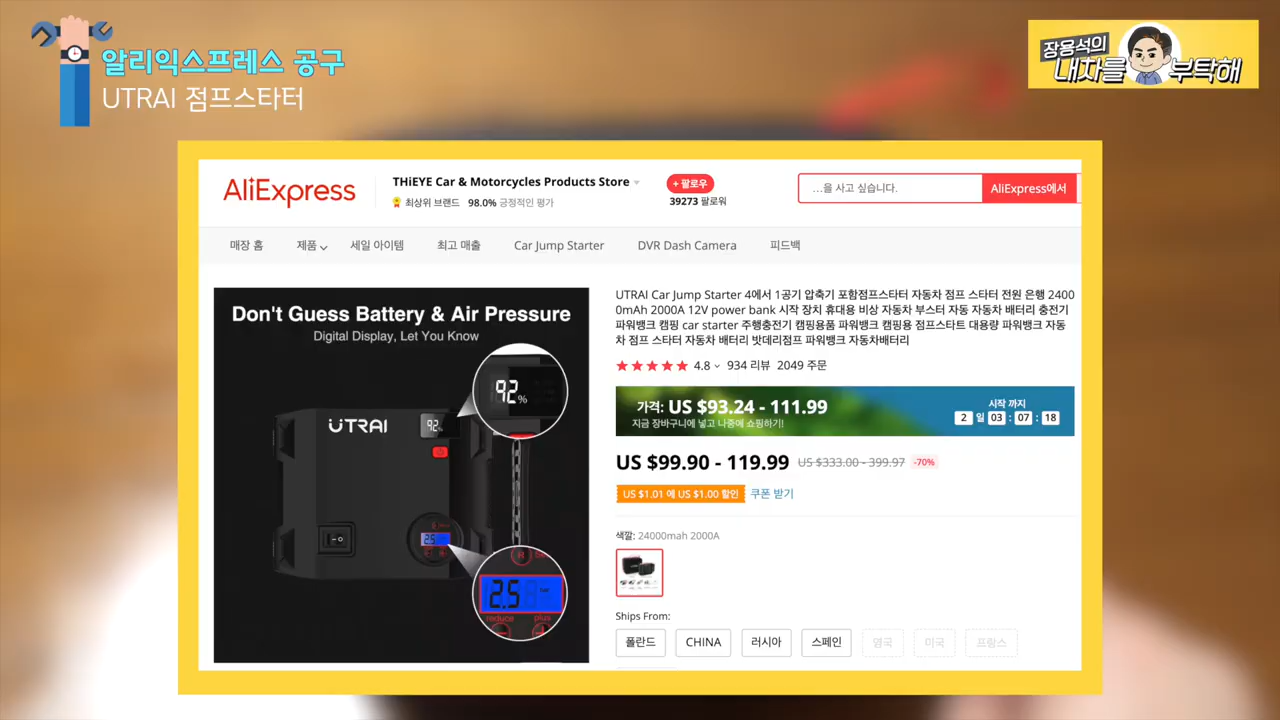 알리익스프레스 공구
UTRAI 점프스타터
장용석의
내차를 부탁해
AliExpress
THiEYE Car & Motorcycles Products Store
최상위 브랜드 98.0% 긍정적인 평가
+ 팔로우
39273 팔로워
...을 사고 싶습니다.
AliExpress에서
매장 홈 제품 세일 아이템 최고 매출 Car Jump Starter DVR Dash Camera 피드백
Don't Guess Battery & Air Pressure
Digital Display, Let You Know
92%
UTRAI
92%
2.5
2.5
reduce plus
UTRAI Car Jump Starter 4에서 1공기 압축기 포함점프스타터 자동차 점프 스타터 전원 은행 2400
0mAh 2000A 12V power bank 시작 장치 휴대용 비상 자동차 부스터 자동 자동차 배터리 충전기
파워뱅크 캠핑 car starter 주행충전기 캠핑용품 파워뱅크 캠핑용 점프스타트 대용량 파워뱅크 자동
차 점프 스타터 자동차 배터리 밧데리점프 파워뱅크 자동차배터리
4.8 934 리뷰 2049 주문
가격: US $93.24 - 111.99
지금 장바구니에 넣고 나중에 쇼핑하기!
시작 까지
2 일 03 : 07 : 18
US $99.90 - 119.99 US $333.00 - 399.97 -70%
US $1.01 에 US $1.00 할인 쿠폰 받기
색깔: 24000mah 2000A
Ships From:
폴란드 CHINA 러시아 스페인 영국 미국 프랑스